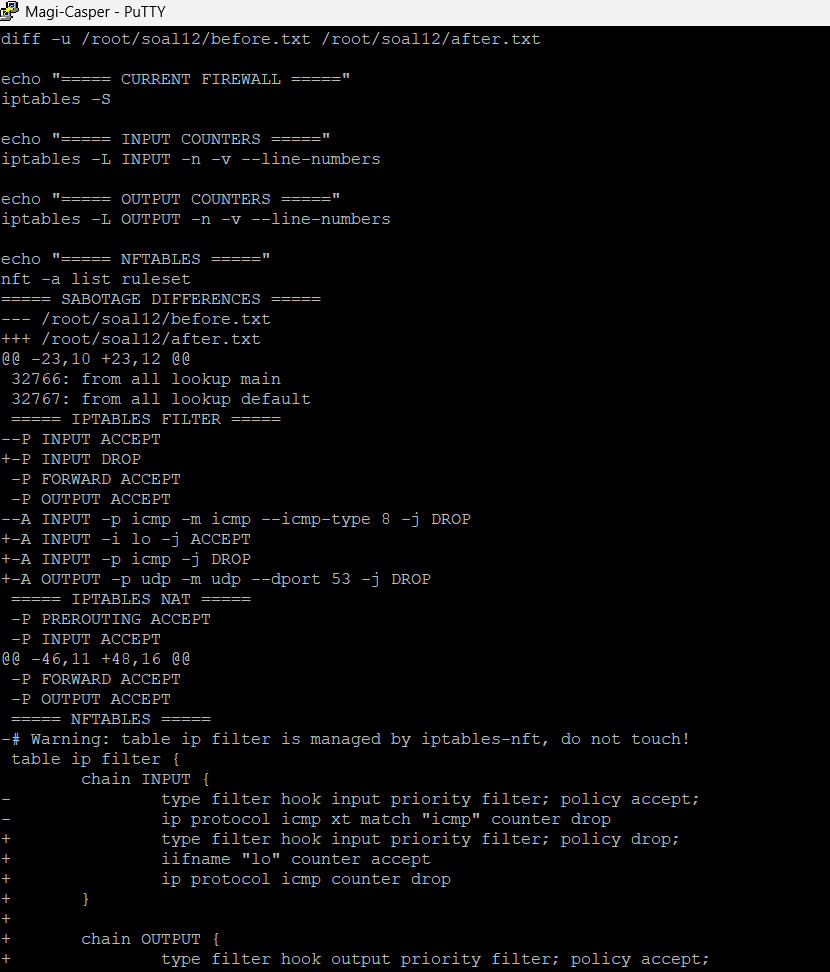 Magi-Casper - PuTTY
diff -u /root/soal12/before.txt /root/soal12/after.txt

echo "===== CURRENT FIREWALL ====="
iptables -S

echo "===== INPUT COUNTERS ====="
iptables -L INPUT -n -v --line-numbers

echo "===== OUTPUT COUNTERS ====="
iptables -L OUTPUT -n -v --line-numbers

echo "===== NFTABLES ====="
nft -a list ruleset
===== SABOTAGE DIFFERENCES =====
--- /root/soal12/before.txt
+++ /root/soal12/after.txt
@@ -23,10 +23,12 @@
 32766: from all lookup main
 32767: from all lookup default
 ===== IPTABLES FILTER =====
--P INPUT ACCEPT
+-P INPUT DROP
 -P FORWARD ACCEPT
 -P OUTPUT ACCEPT
--A INPUT -p icmp -m icmp --icmp-type 8 -j DROP
+-A INPUT -i lo -j ACCEPT
+-A INPUT -p icmp -j DROP
+-A OUTPUT -p udp -m udp --dport 53 -j DROP
 ===== IPTABLES NAT =====
 -P PREROUTING ACCEPT
 -P INPUT ACCEPT
@@ -46,11 +48,16 @@
 -P FORWARD ACCEPT
 -P OUTPUT ACCEPT
 ===== NFTABLES =====
-# Warning: table ip filter is managed by iptables-nft, do not touch!
 table ip filter {
        chain INPUT {
-               type filter hook input priority filter; policy accept;
-               ip protocol icmp xt match "icmp" counter drop
+               type filter hook input priority filter; policy drop;
+               iifname "lo" counter accept
+               ip protocol icmp counter drop
+       }
+
+       chain OUTPUT {
+               type filter hook output priority filter; policy accept;